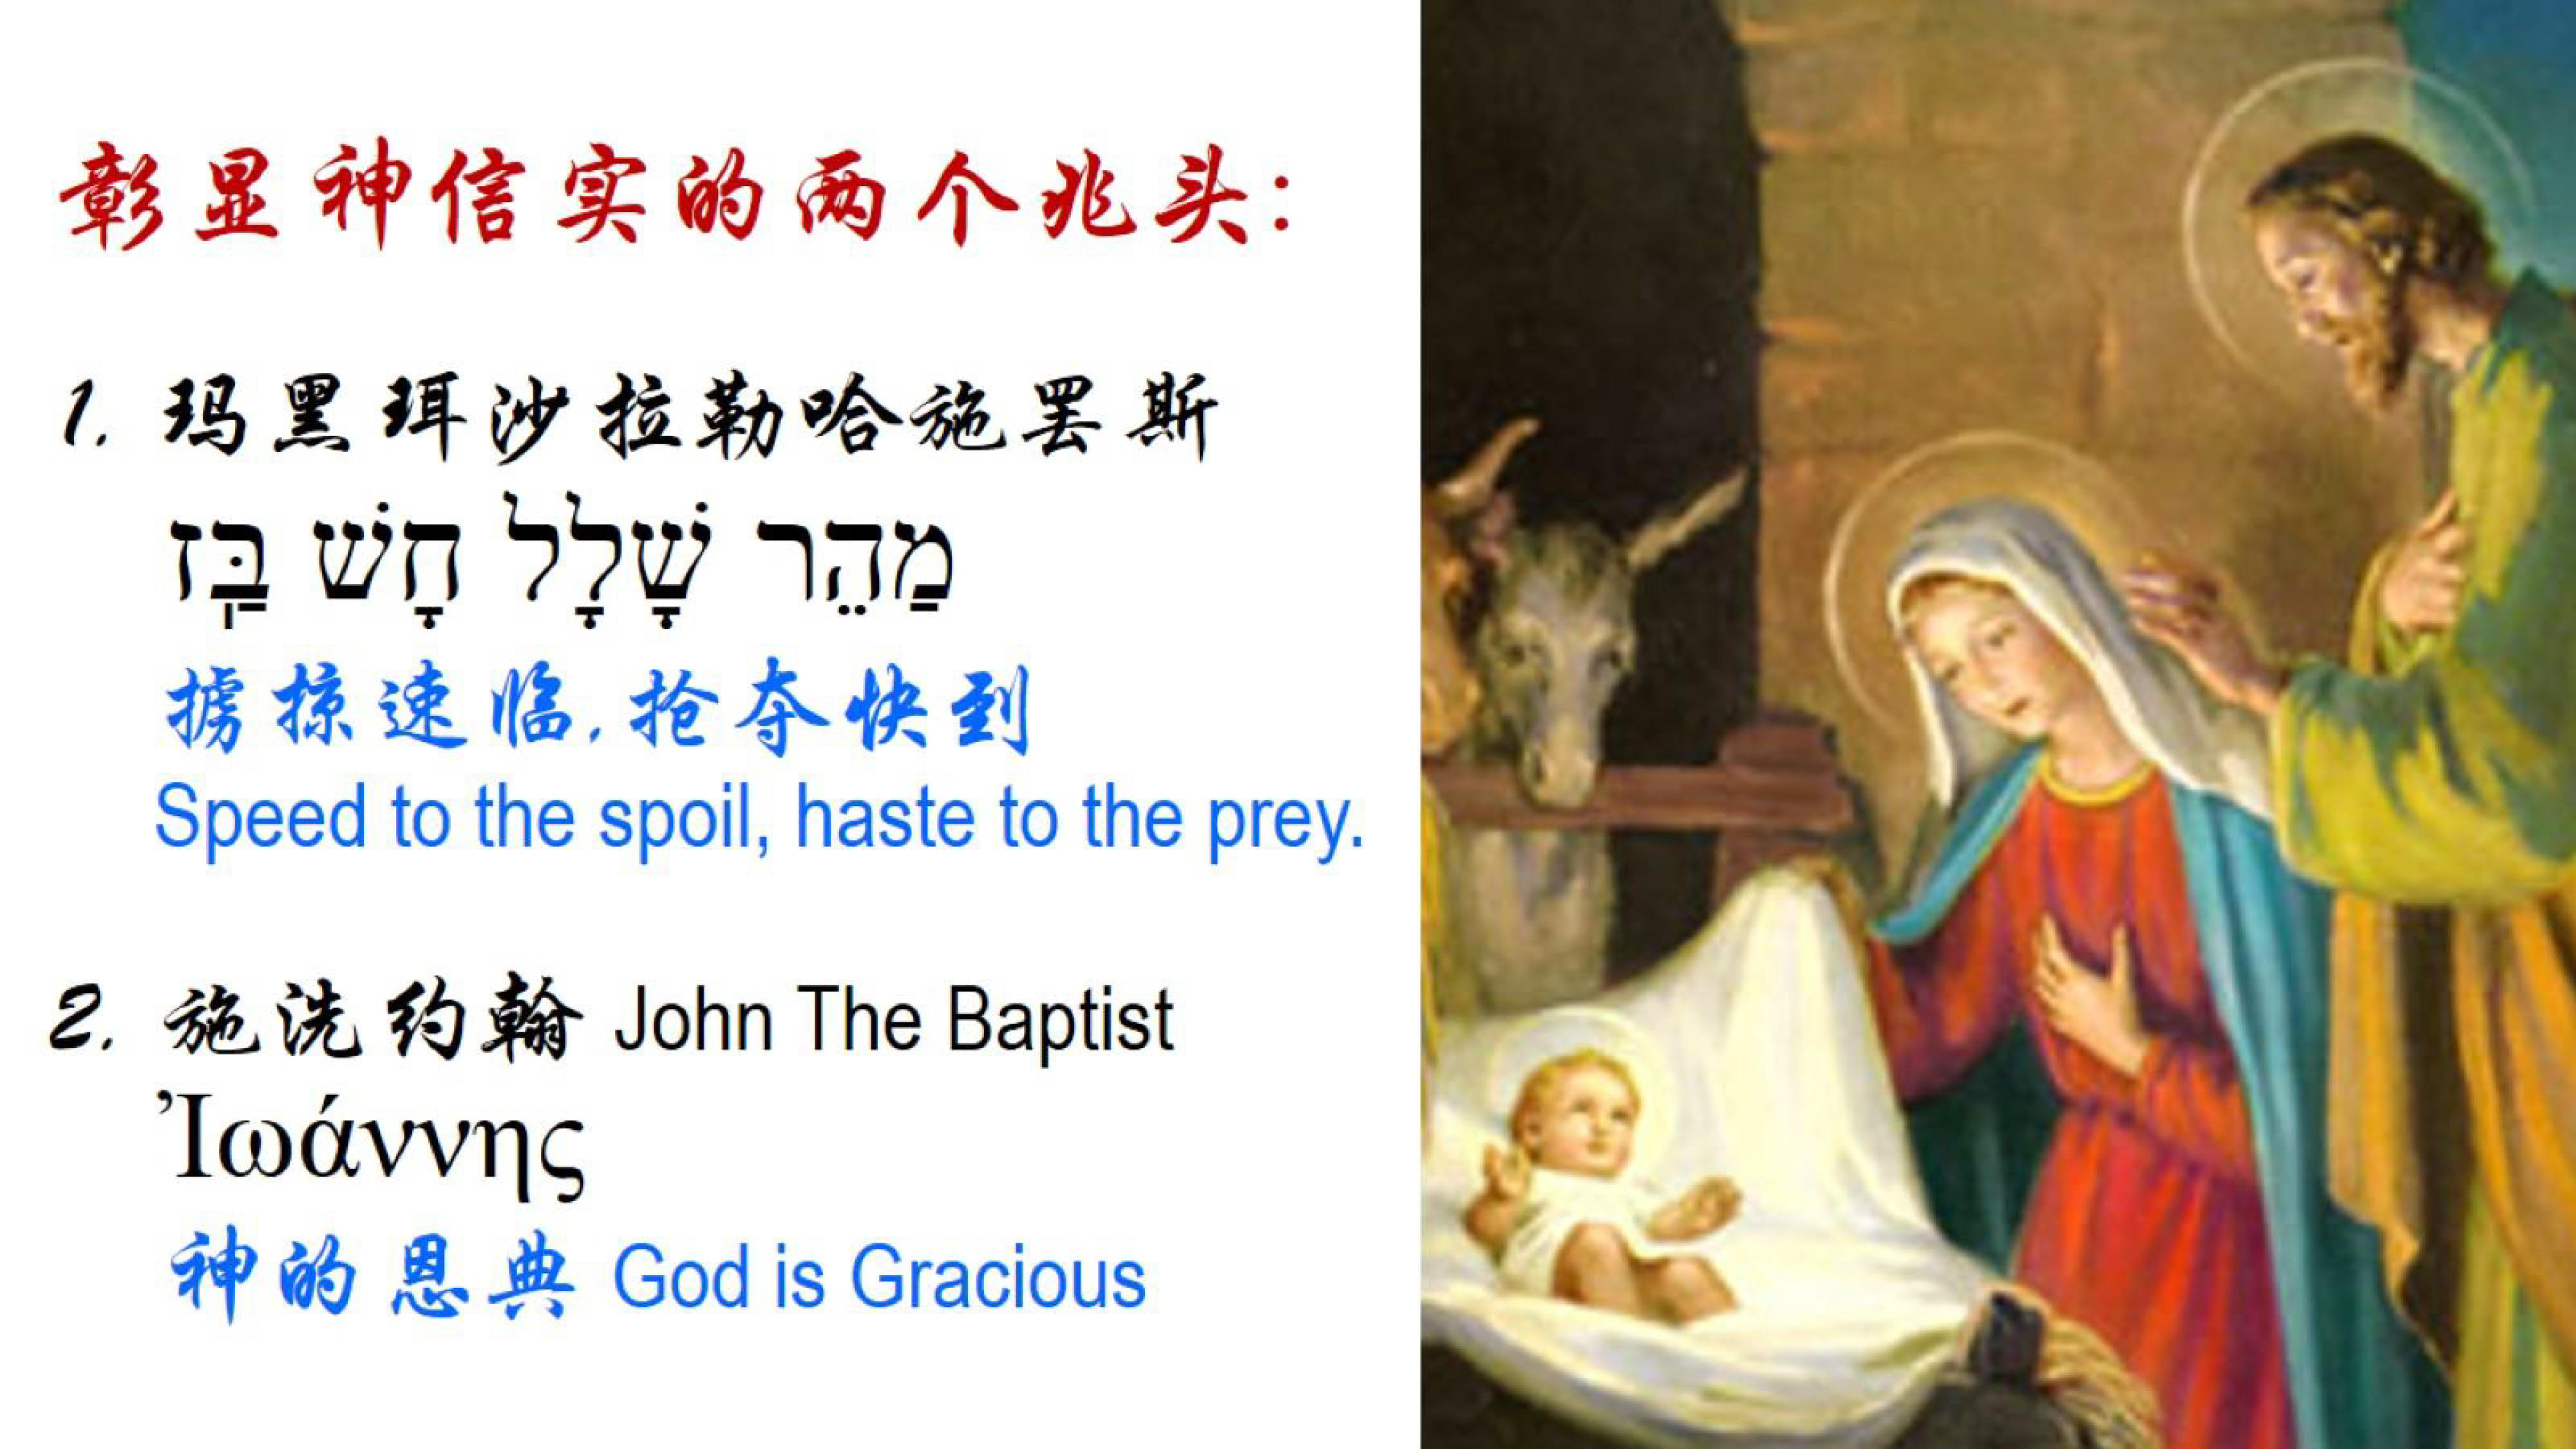 彰显神信实的两个兆头:
1. 玛黑珥沙拉勒哈施罢斯
מַהֵר שָׁלָל חָשׁ בַּֽז
掳掠速临,抢夺快到
Speed to the spoil, haste to the prey.
2. 施洗约翰 John The Baptist
Ἰωάννης
神的恩典 God is Gracious